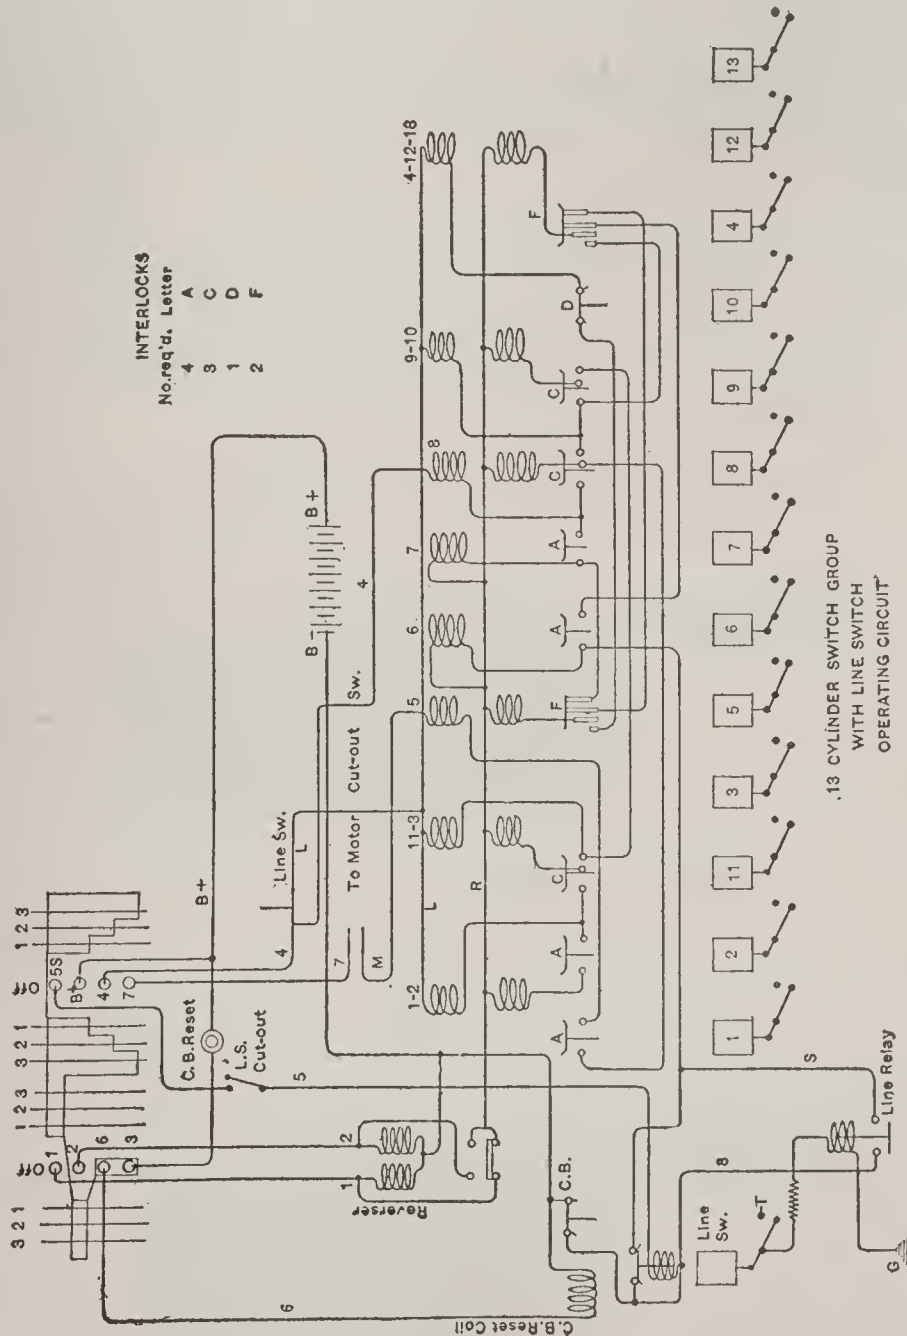 INTERLOCKS
No.req'd. Letter
4 A
3 C
1 D
2 F
3 2 1
Off
1
2
6
3
1 2 3
3 2 1
Off
5S
B+
4
7
1 2 3
C.B.Reset
B+
L.S.
Cut-out
5
4
Line Sw.
L
7
M
To Motor Cut-out Sw.
B- B+
4
6
1
2
Reverser
C.B.Reset Coil
C.B.
1-2
L
11-3
5
6
7
8
9-10
4-12-18
R
A
A
C
F
A
A
C
C
D
F
Line
Sw.
T
G
8
S
Line Relay
1
2
11
3
5
6
7
8
9
10
4
12
13
.13 CYLINDER SWITCH GROUP
WITH LINE SWITCH
OPERATING CIRCUIT